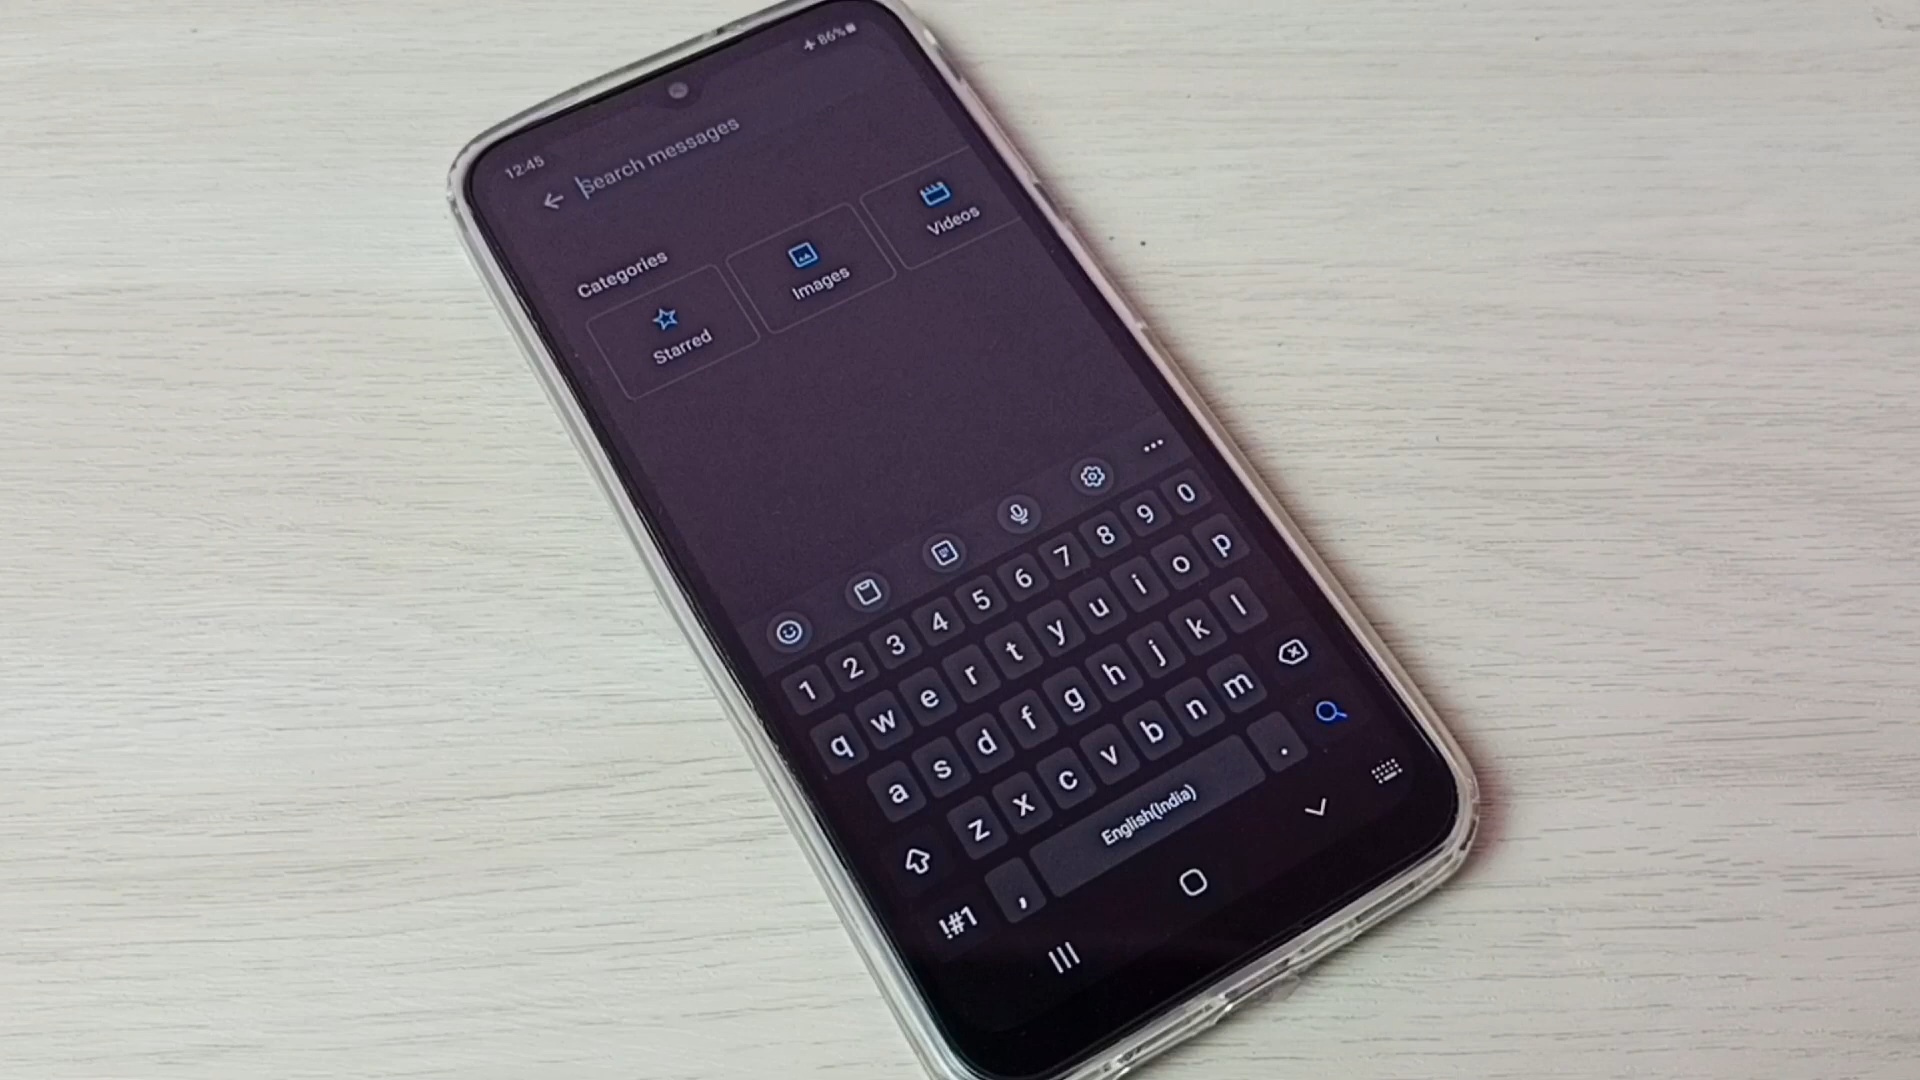 12:45 86%
Search messages
Categories
Starred Images Videos
1 2 3 4 5 6 7 8 9 0
q w e r t y u i o p
a s d f g h j k l
z x c v b n m
!#1 , English(India) .